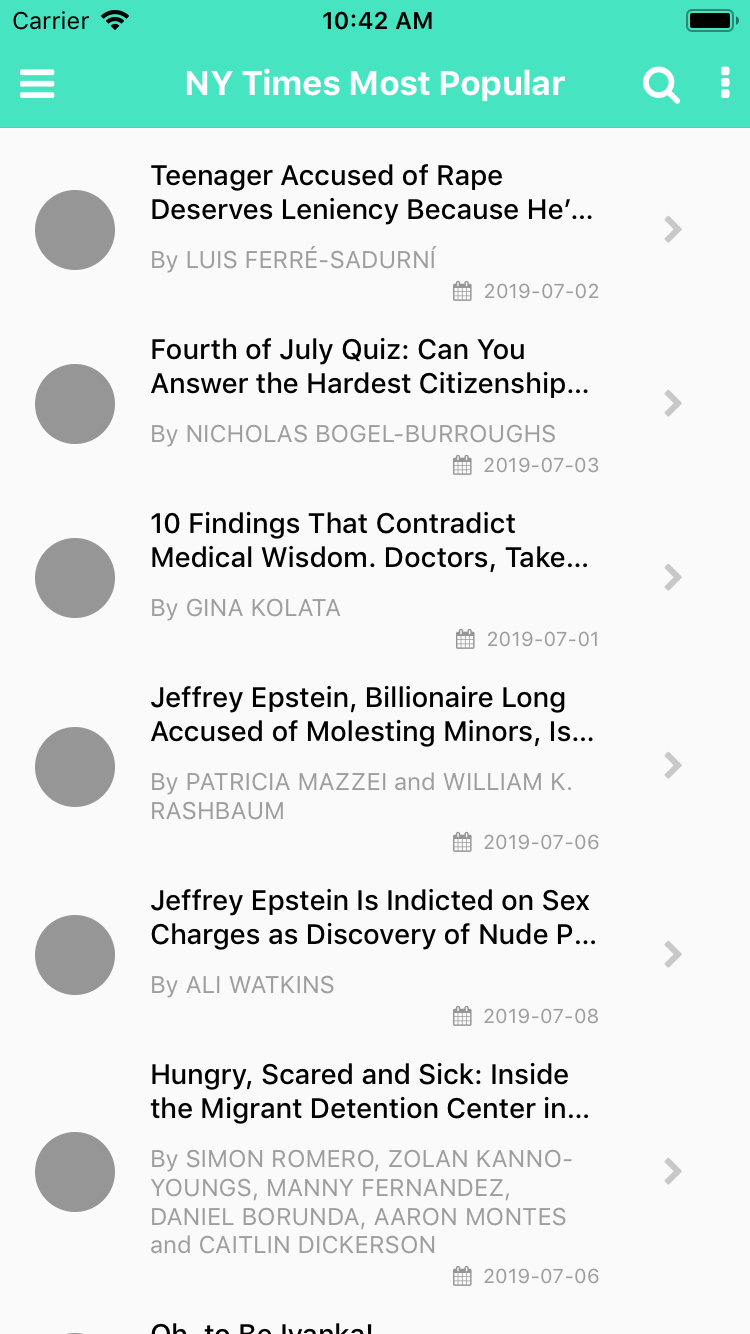 Carrier 10:42 AM
NY Times Most Popular
Teenager Accused of Rape
Deserves Leniency Because He’...
By LUIS FERRÉ-SADURNÍ
2019-07-02
Fourth of July Quiz: Can You
Answer the Hardest Citizenship...
By NICHOLAS BOGEL-BURROUGHS
2019-07-03
10 Findings That Contradict
Medical Wisdom. Doctors, Take...
By GINA KOLATA
2019-07-01
Jeffrey Epstein, Billionaire Long
Accused of Molesting Minors, Is...
By PATRICIA MAZZEI and WILLIAM K.
RASHBAUM
2019-07-06
Jeffrey Epstein Is Indicted on Sex
Charges as Discovery of Nude P...
By ALI WATKINS
2019-07-08
Hungry, Scared and Sick: Inside
the Migrant Detention Center in...
By SIMON ROMERO, ZOLAN KANNO-
YOUNGS, MANNY FERNANDEZ,
DANIEL BORUNDA, AARON MONTES
and CAITLIN DICKERSON
2019-07-06
Oh, to Be Ivanka!